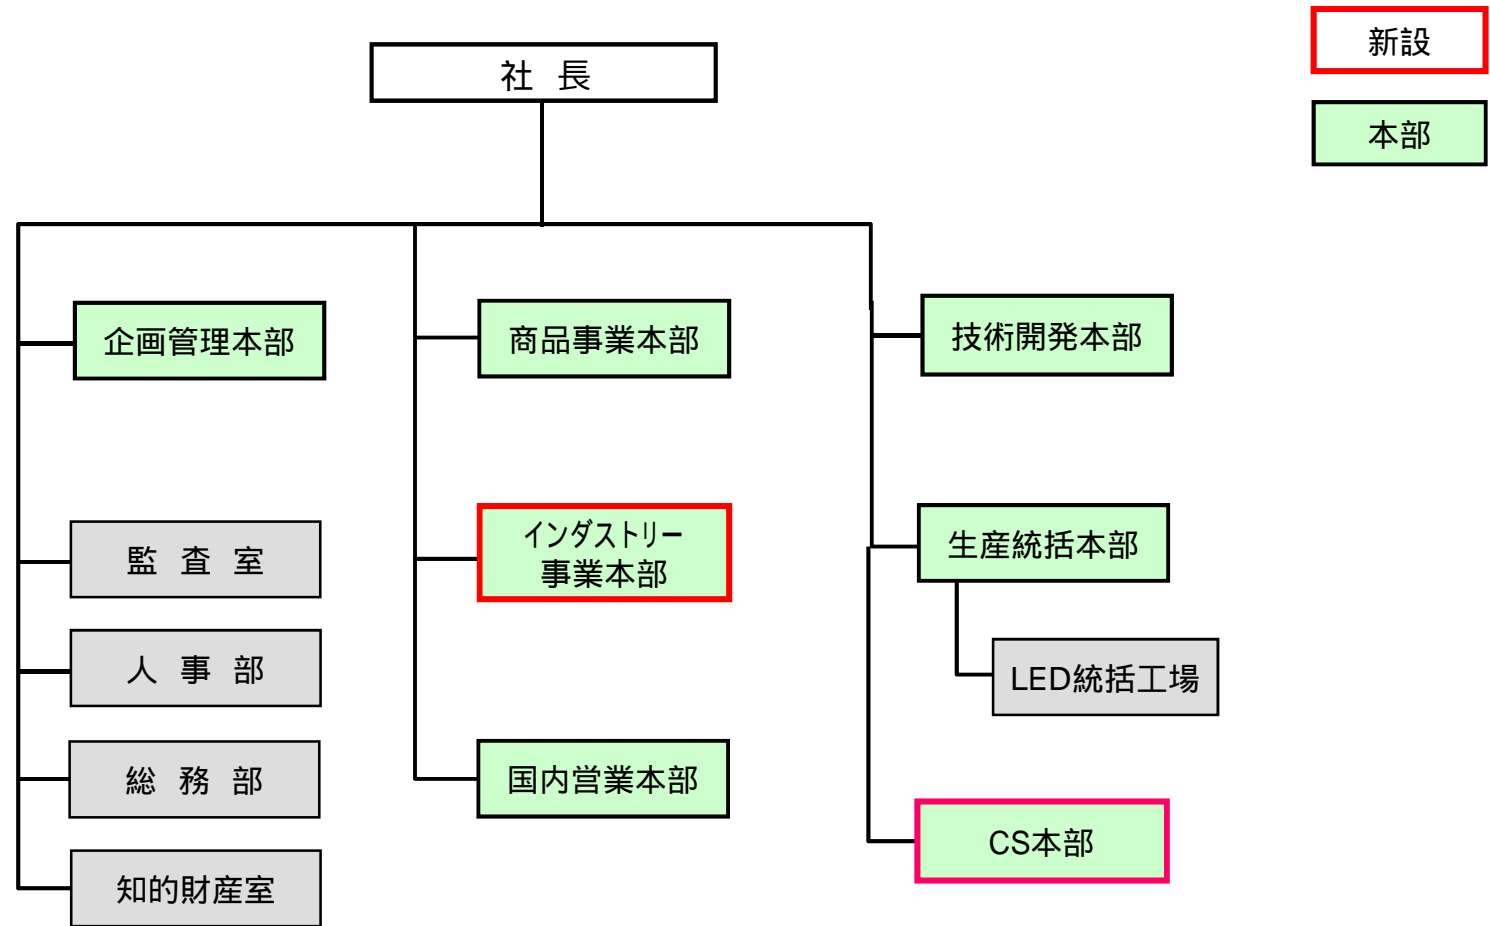 社 長
新設
本部
企画管理本部
監 査 室
人 事 部
総 務 部
知的財産室
商品事業本部
インダストリー
事業本部
国内営業本部
技術開発本部
生産統括本部
LED統括工場
CS本部